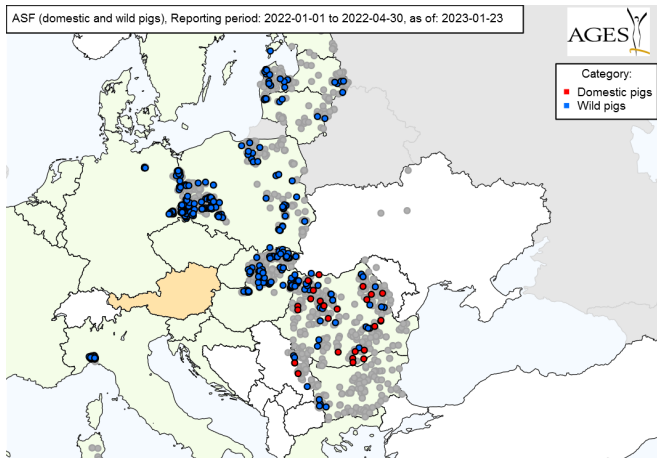 ASF (domestic and wild pigs), Reporting period: 2022-01-01 to 2022-04-30, as of: 2023-01-23
AGES
Category:
Domestic pigs
Wild pigs